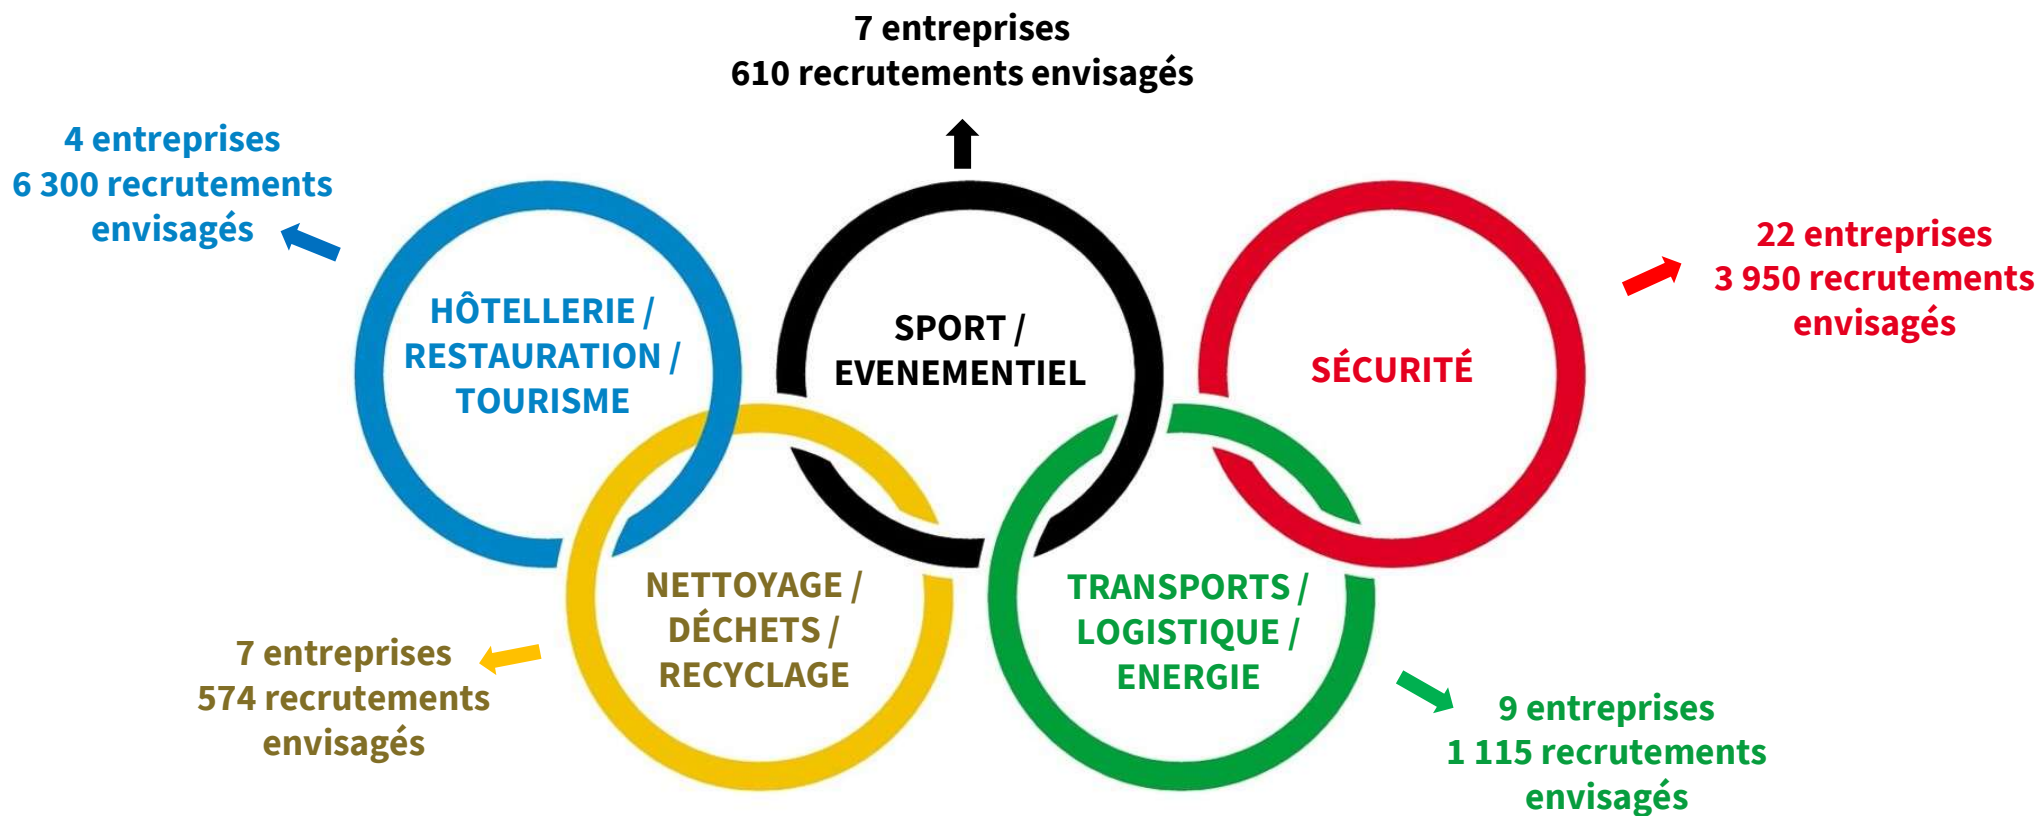 7 entreprises
610 recrutements envisagés
4 entreprises
6 300 recrutements
envisagés
22 entreprises
3 950 recrutements
envisagés
HÔTELLERIE /
RESTAURATION /
TOURISME
SPORT /
EVENEMENTIEL
SÉCURITÉ
NETTOYAGE /
DÉCHETS /
RECYCLAGE
TRANSPORTS /
LOGISTIQUE /
ENERGIE
7 entreprises
574 recrutements
envisagés
9 entreprises
1 115 recrutements
envisagés